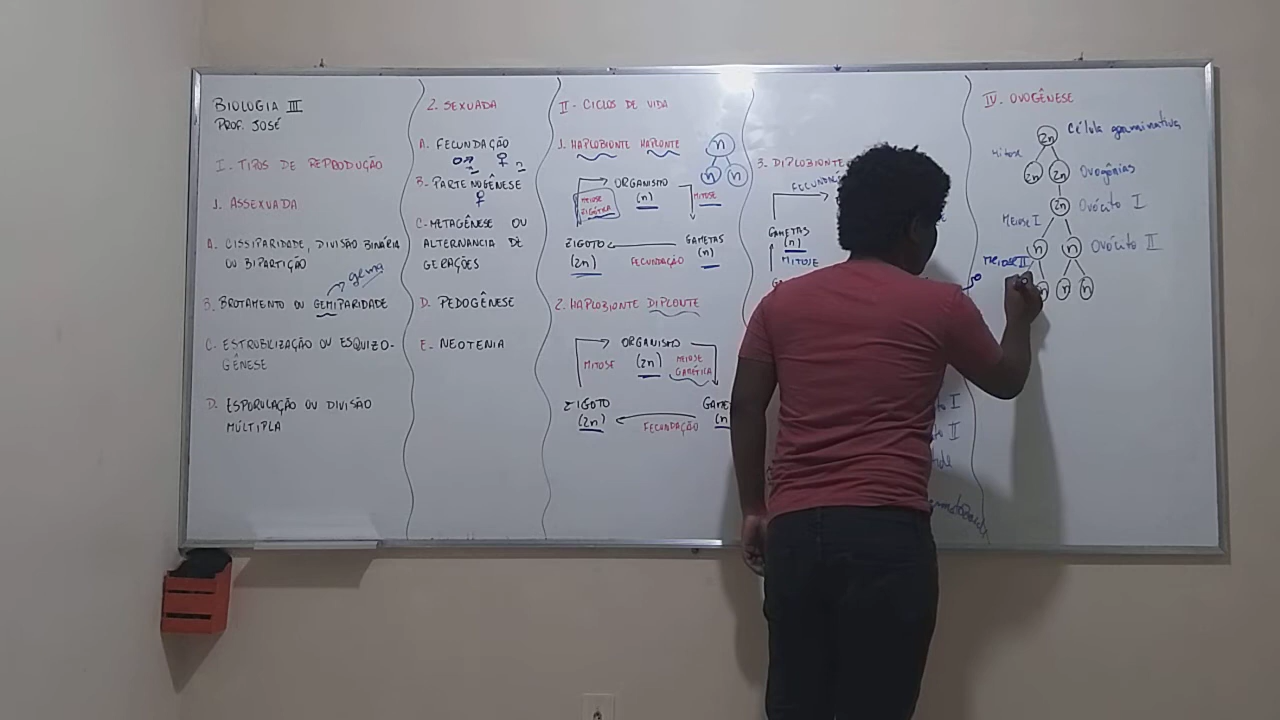 BIOLOGIA III
PROF. JOSÉ
I - TIPOS DE REPRODUÇÃO
1. ASSEXUADA
A. CISSIPARIDADE, DIVISÃO BINÁRIA
OU BIPARTIÇÃO
gema
B. BROTAMENTO OU GEMIPARIDADE
C. ESTROBILIZAÇÃO OU ESQUIZO-
GÊNESE
D. ESPORULAÇÃO OU DIVISÃO
MÚLTIPLA
2. SEXUADA
A. FECUNDAÇÃO
♀
B. PARTENOGÊNESE
♀
C. METAGÊNESE OU
ALTERNANCIA DE
GERAÇÕES
D. PEDOGÊNESE
E. NEOTENIA
II - CICLOS DE VIDA
1. HAPLOBIONTE HAPLONTE
n
n n
ORGANISMO
(n)
MEIOSE
ZIGÓTICA
MITOSE
ZIGOTO
(2n)
GAMETAS
(n)
FECUNDAÇÃO
2. HAPLOBIONTE DIPLONTE
ORGANISMO
(2n)
MITOSE
MEIOSE
GAMÉTICA
ZIGOTO
(2n)
FECUNDAÇÃO
3. DIPLOBIONTE
GAMETAS
(n)
MITOSE
I
II
IV. OVOGÊNESE
2n
Célula germinativa
Mitose
2n 2n
Ovogônias
2n
Ovócito I
MEIOSE I
n n
Ovócito II
MEIOSE II
n n n